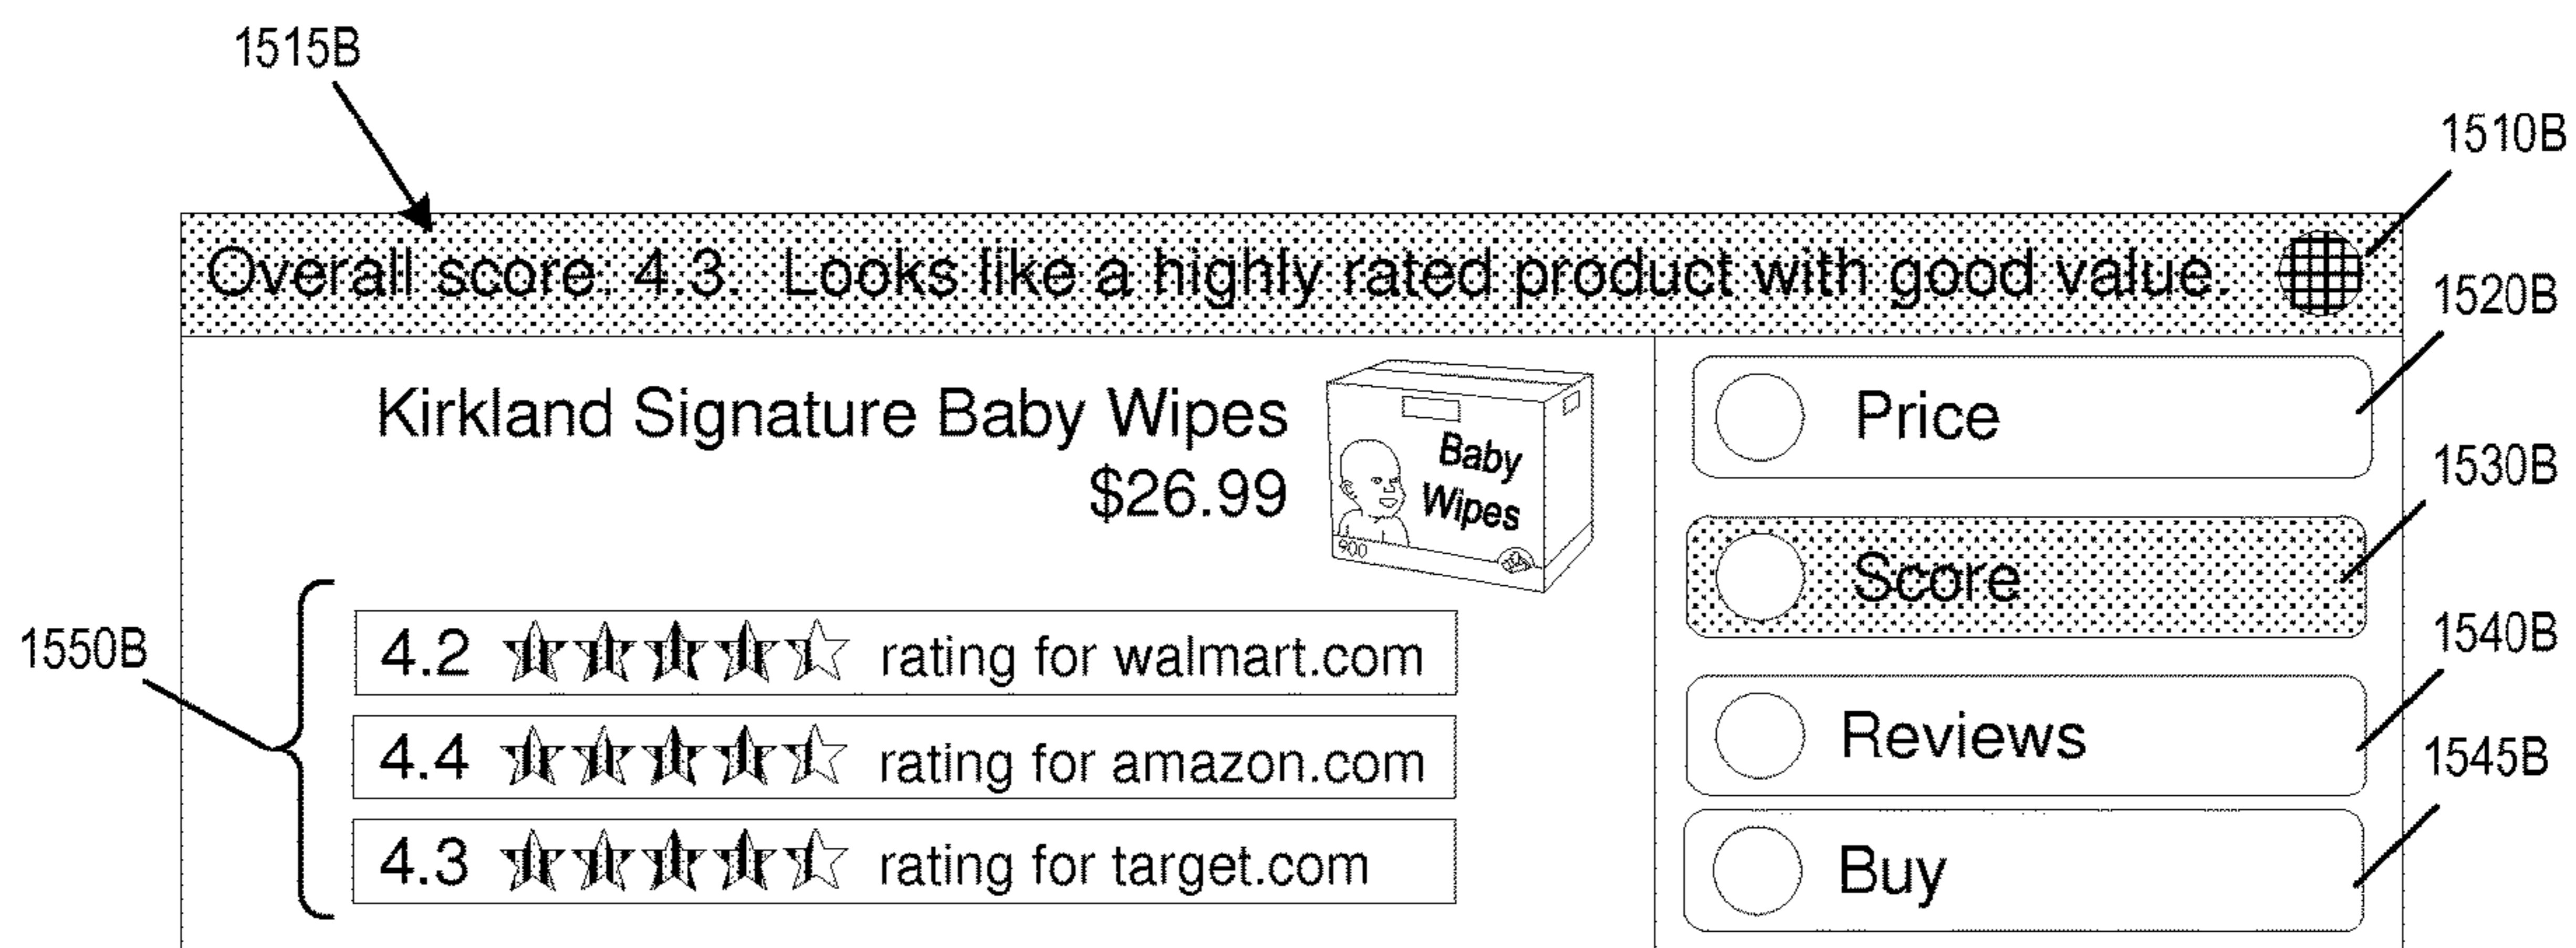 1515B
1510B
Overall score: 4.3. Looks like a highly rated product with good value.
1520B
Kirkland Signature Baby Wipes
$26.99
Baby
Wipes
900
Price
1530B
Score
1550B
4.2 rating for walmart.com
4.4 rating for amazon.com
4.3 rating for target.com
1540B
Reviews
1545B
Buy